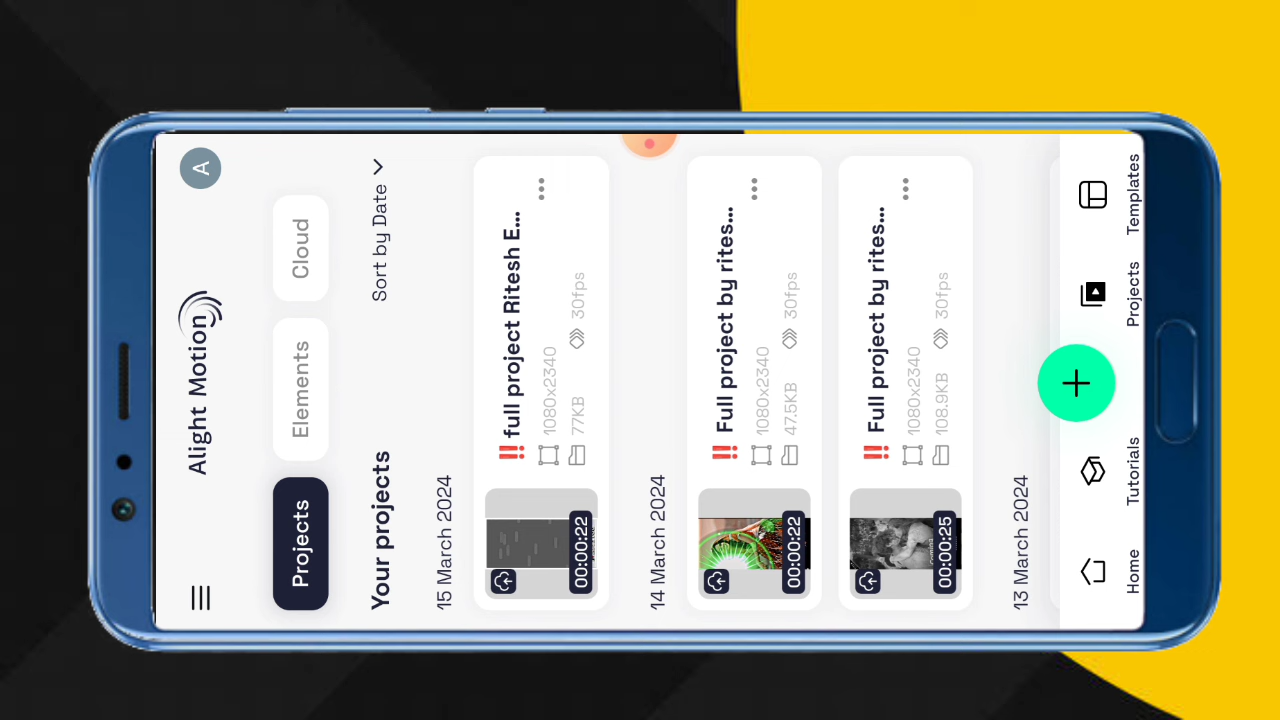 A
Alight Motion
Projects
Elements
Cloud
Your projects
Sort by Date
15 March 2024
‼ full project Ritesh E...
1080x2340
77KB
30fps
00:00:22
14 March 2024
‼ Full project by rites...
1080x2340
47.5KB
30fps
00:00:22
‼ Full project by rites...
1080x2340
108.9KB
30fps
00:00:25
13 March 2024
Home
Tutorials
Projects
Templates